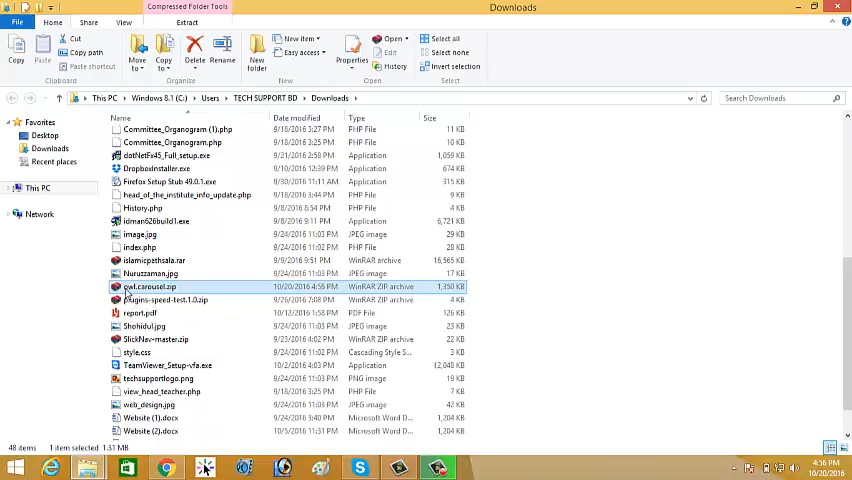 Compressed Folder Tools
Downloads
File
Home
Share
View
Extract
Copy
Paste
Cut
Copy path
Paste shortcut
Clipboard
Move to
Copy to
Delete
Rename
Organize
New folder
New item
Easy access
New
Properties
Open
Edit
History
Open
Select all
Select none
Invert selection
Select
This PC
Windows 8.1 (C:)
Users
TECH SUPPORT BD
Downloads
Search Downloads
Favorites
Desktop
Downloads
Recent places
This PC
Network
Name Date modified Type Size
Committee_Organogram (1).php 9/18/2016 3:27 PM PHP File 11 KB
Committee_Organogram.php 9/18/2016 3:25 PM PHP File 11 KB
dotNetFx45_Full_setup.exe 9/21/2016 2:58 PM Application 1,059 KB
DropboxInstaller.exe 9/10/2016 12:39 PM Application 674 KB
Firefox Setup Stub 49.0.1.exe 9/30/2016 11:11 AM Application 315 KB
head_of_the_institute_info_update.php 9/18/2016 3:44 PM PHP File 9 KB
History.php 9/8/2016 8:54 PM PHP File 9 KB
idman626build1.exe 9/8/2016 9:11 PM Application 6,721 KB
image.jpg 9/24/2016 11:03 PM JPEG image 29 KB
index.php 9/24/2016 11:03 PM PHP File 28 KB
islamicpathsala.rar 9/9/2016 9:51 PM WinRAR archive 16,565 KB
Nuruzzaman.jpg 9/24/2016 11:03 PM JPEG image 17 KB
owl.carousel.zip 10/20/2016 4:56 PM WinRAR ZIP archive 1,350 KB
plugins-speed-test.1.0.zip 9/26/2016 7:08 PM WinRAR ZIP archive 4 KB
report.pdf 10/12/2016 1:58 PM PDF File 126 KB
Shohidul.jpg 9/24/2016 11:03 PM JPEG image 28 KB
SlickNav-master.zip 9/23/2016 4:02 PM WinRAR ZIP archive 22 KB
style.css 9/24/2016 11:03 PM Cascading Style S... 3 KB
TeamViewer_Setup-vfa.exe 10/2/2016 4:03 PM Application 12,048 KB
techsupportlogo.png 9/24/2016 11:03 PM PNG image 19 KB
view_head_teacher.php 9/18/2016 3:25 PM PHP File 7 KB
web_design.jpg 9/24/2016 11:03 PM JPEG image 42 KB
Website (1).docx 9/24/2016 3:40 PM Microsoft Word D... 1,204 KB
Website (2).docx 10/5/2016 11:31 PM Microsoft Word D... 1,204 KB
48 items 1 item selected 1.31 MB
4:56 PM
10/20/2016